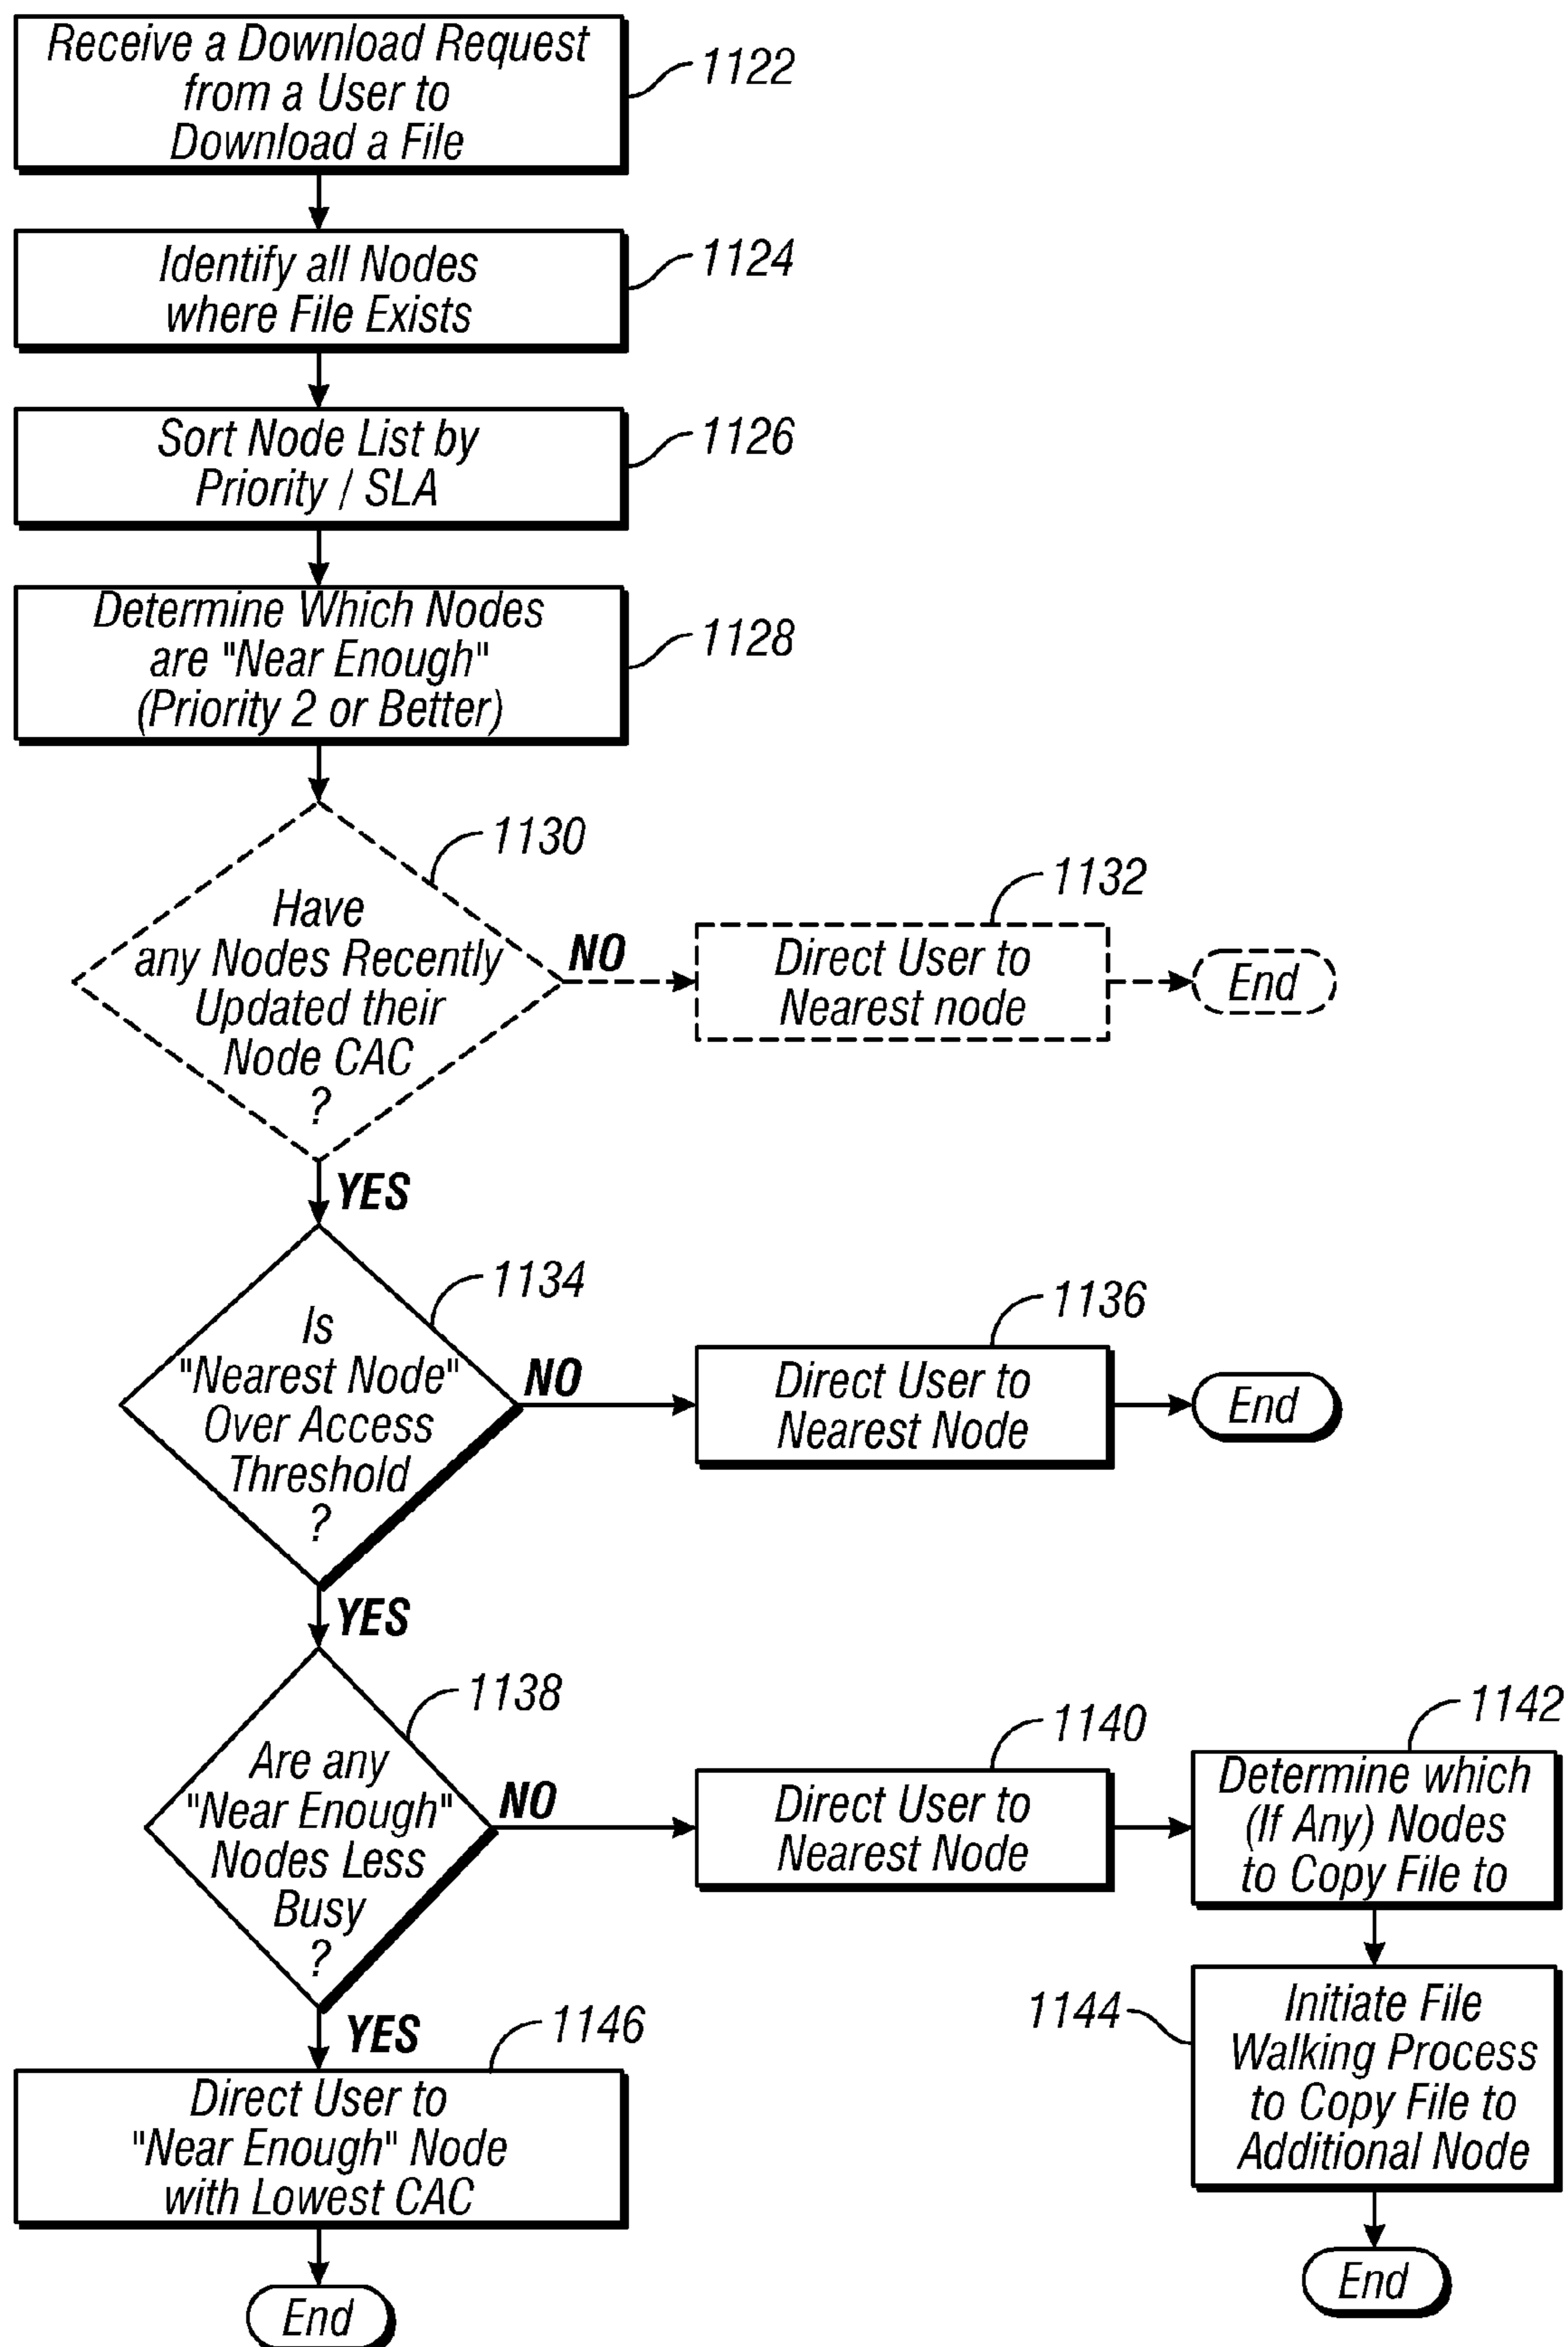 Receive a Download Request
from a User to
Download a File
1122
Identify all Nodes
where File Exists
1124
Sort Node List by
Priority / SLA
1126
Determine Which Nodes
are "Near Enough"
(Priority 2 or Better)
1128
1130
Have
any Nodes Recently
Updated their
Node CAC
?
NO
1132
Direct User to
Nearest node
End
YES
1134
Is
"Nearest Node"
Over Access
Threshold
?
NO
1136
Direct User to
Nearest Node
End
YES
1138
Are any
"Near Enough"
Nodes Less
Busy
?
NO
1140
Direct User to
Nearest Node
1142
Determine which
(If Any) Nodes
to Copy File to
1144
Initiate File
Walking Process
to Copy File to
Additional Node
End
YES
1146
Direct User to
"Near Enough" Node
with Lowest CAC
End